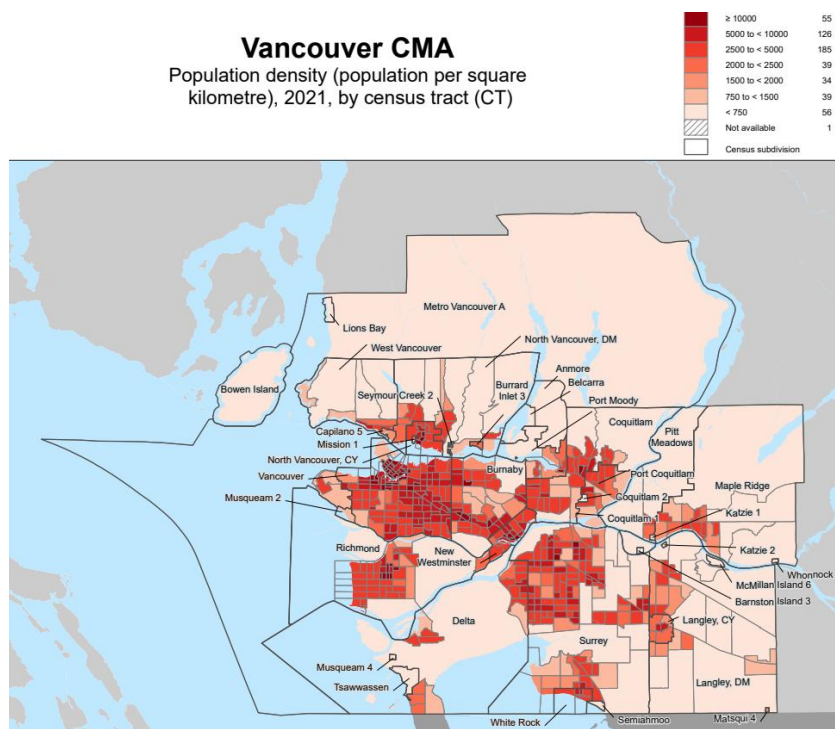 Vancouver CMA
Population density (population per square
kilometre), 2021, by census tract (CT)
≥ 10000 55
5000 to < 10000 126
2500 to < 5000 185
2000 to < 2500 39
1500 to < 2000 34
750 to < 1500 39
< 750 56
Not available 1
Census subdivision
Metro Vancouver A
Lions Bay
West Vancouver
North Vancouver, DM
Bowen Island
Seymour Creek 2
Burrard
Inlet 3
Anmore
Belcarra
Port Moody
Capilano 5
Mission 1
North Vancouver, CY
Vancouver
Musqueam 2
Burnaby
Coquitlam
Pitt
Meadows
Port Coquitlam
Maple Ridge
Coquitlam 2
Coquitlam 1
Katzie 1
Katzie 2
Richmond
New
Westminster
Whonnock
McMillan Island 6
Barnston Island 3
Delta
Langley, CY
Surrey
Musqueam 4
Tsawwassen
Langley, DM
White Rock
Semiahmoo
Matsqui 4